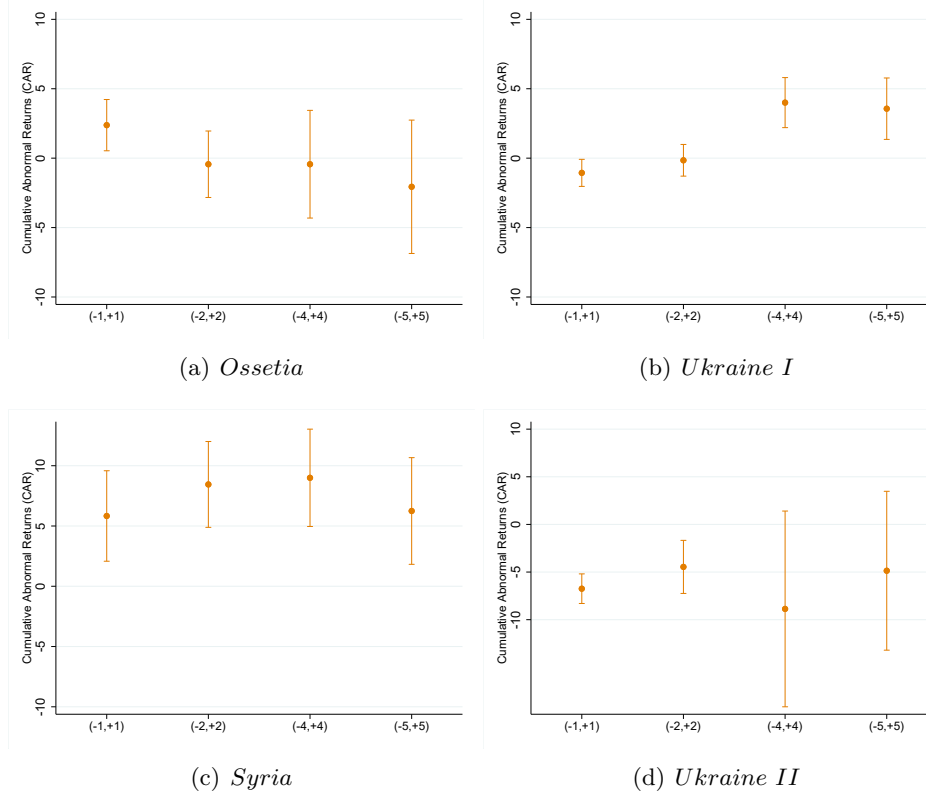 Cumulative Abnormal Returns (CAR)
10
5
0
-5
-10
(-1,+1) (-2,+2) (-4,+4) (-5,+5)
(a) Ossetia
Cumulative Abnormal Returns (CAR)
10
5
0
-5
-10
(-1,+1) (-2,+2) (-4,+4) (-5,+5)
(b) Ukraine I
Cumulative Abnormal Returns (CAR)
10
5
0
-5
-10
(-1,+1) (-2,+2) (-4,+4) (-5,+5)
(c) Syria
Cumulative Abnormal Returns (CAR)
10
5
0
-5
-10
(-1,+1) (-2,+2) (-4,+4) (-5,+5)
(d) Ukraine II